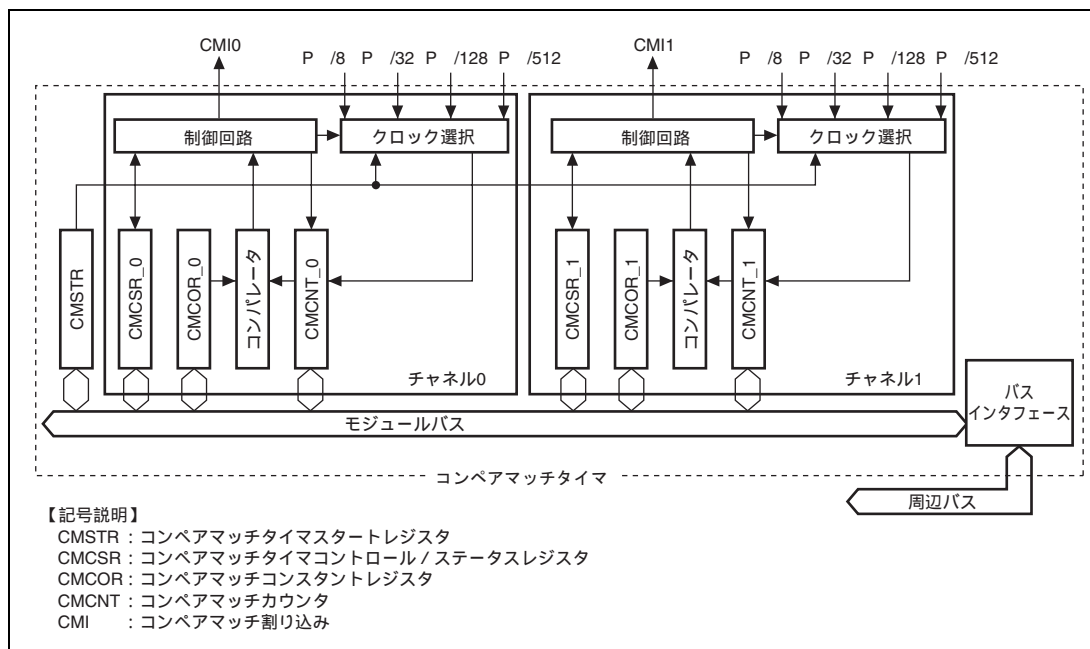 CMI0
P /8 P /32 P /128 P /512
CMI1
P /8 P /32 P /128 P /512
制御回路
クロック選択
制御回路
クロック選択
CMSTR
CMCSR_0
CMCOR_0
コンパレータ
CMCNT_0
CMCSR_1
CMCOR_1
コンパレータ
CMCNT_1
チャネル0
チャネル1
モジュールバス
バス
インタフェース
コンペアマッチタイマ
周辺バス
【記号説明】
CMSTR : コンペアマッチタイマスタートレジスタ
CMCSR : コンペアマッチタイマコントロール / ステータスレジスタ
CMCOR : コンペアマッチコンスタントレジスタ
CMCNT : コンペアマッチカウンタ
CMI : コンペアマッチ割り込み